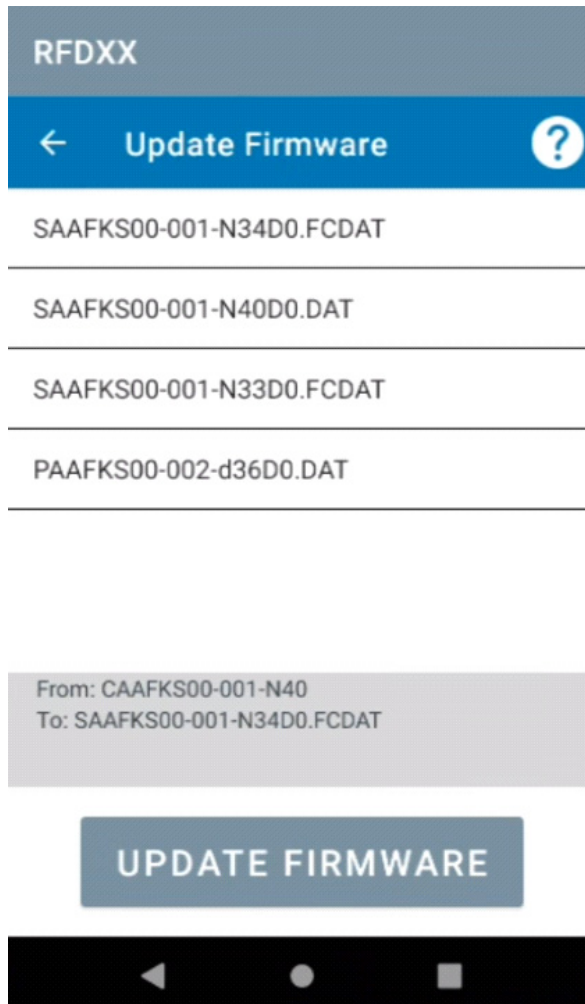 RFDXX
Update Firmware
?
SAAFKS00-001-N34D0.FCDAT
SAAFKS00-001-N40D0.DAT
SAAFKS00-001-N33D0.FCDAT
PAAFKS00-002-d36D0.DAT
From: CAAFKS00-001-N40
To: SAAFKS00-001-N34D0.FCDAT
UPDATE FIRMWARE